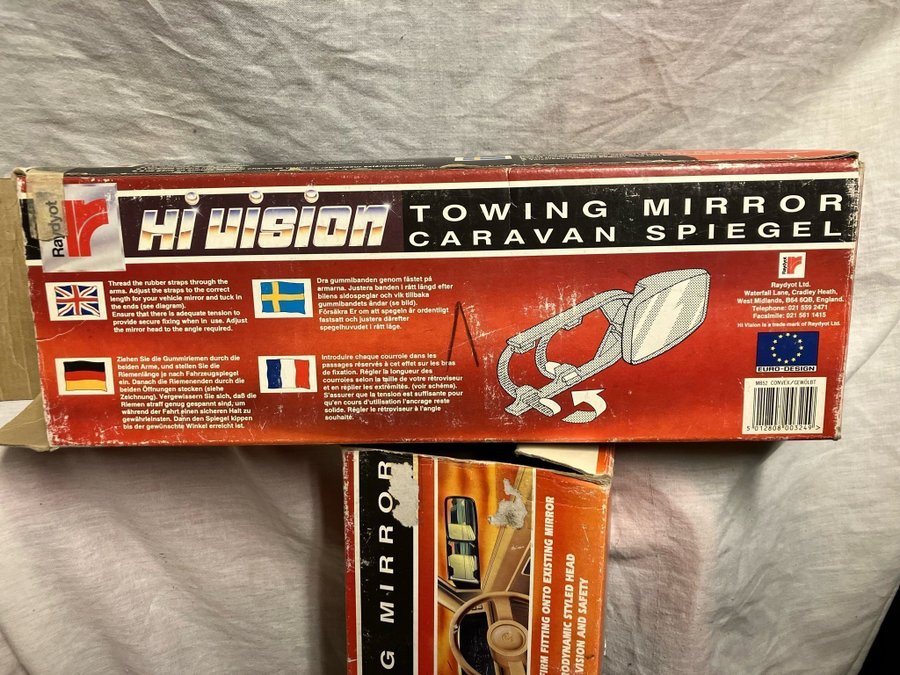 Raydyot
r
Hi Vision
TOWING MIRROR
CARAVAN SPIEGEL
Thread the rubber straps through the
arms. Adjust the straps to the correct
length for your vehicle mirror and tuck in
the ends (see diagram).
Ensure that there is adequate tension to
provide secure fixing when in use. Adjust
the mirror head to the angle required.
Dra gummibanden genom fästet på
armarna. Justera banden i rätt längd efter
bilens sidospeglar och vik tillbaka
gummibandets ändar (se bild).
Försäkra Er om att spegeln är ordentligt
fastsatt och justera därefter
spegelhuvudet i rätt läge.
Ziehen Sie die Gummiriemen durch die
beiden Arme, und stellen Sie die
Riemenlänge je nach Fahrzeugspiegel
ein. Danach die Riemenenden durch die
beiden Öffnungen stecken (siehe
Zeichnung). Vergewissern Sie sich, daß die
Riemen straff genug gespannt sind, um
während der Fahrt einen sicheren Halt zu
gewährleinsten. Dann den Spiegel kippen
bis der gewünschte Winkel erreicht ist.
Introduire chaque courroie dans les
passages réservés à cet effet sur les bras
de fixation. Régler la longueur des
courroies selon la taille de votre rétroviseur
et en replier les extrémités. (voir schéma).
S'assurer que la tension est suffisante pour
qu'en cours d'utilisation l'ancrage reste
solide. Régler le rétroviseur à l'angle
souhaité.
r
Raydyot Ltd.
Waterfall Lane, Cradley Heath,
West Midlands, B64 6QB, England.
Telephone: 021 559 2471
Facsimile: 021 561 1415
Hi Vision is a trade-mark of Raydyot Ltd.
EURO-DESIGN
M852 CONVEX/GEWÖLBT
5 012808 003249 >
G MIRROR
FIRM FITTING ONTO EXISTING MIRROR
RODYNAMIC STYLED HEAD
VISION AND SAFETY